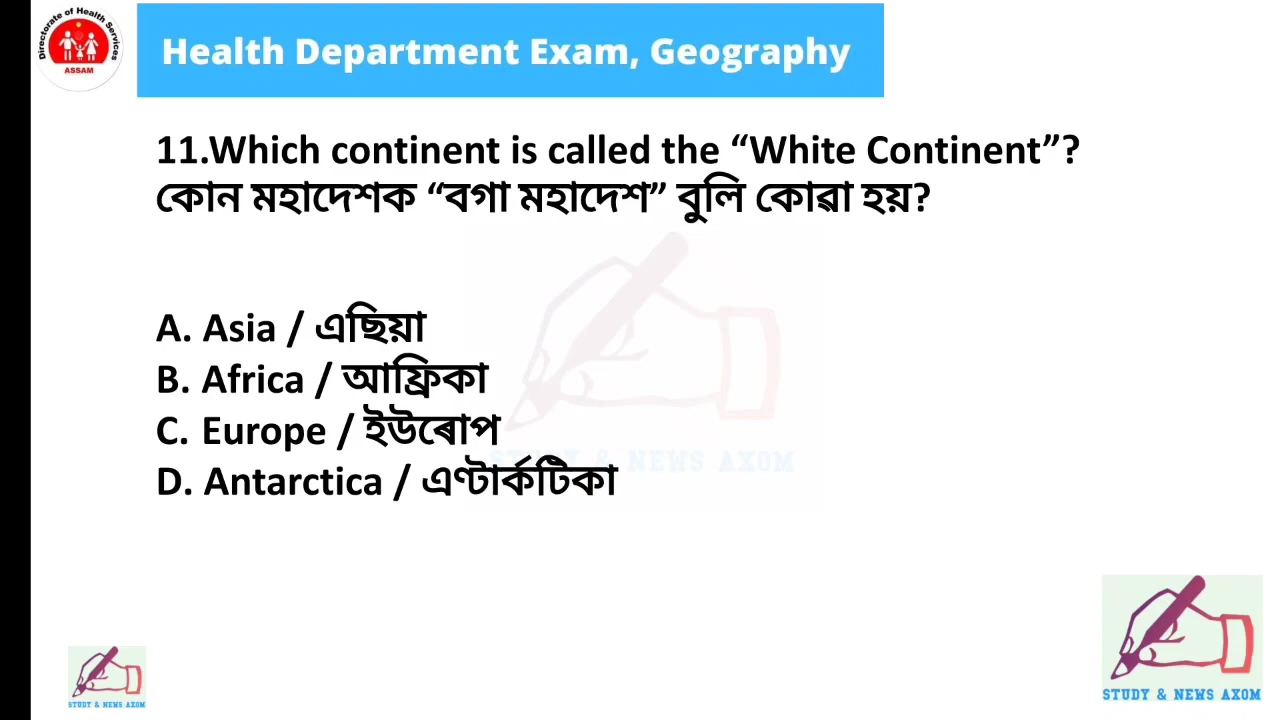 Directorate of Health Services
ASSAM
Health Department Exam, Geography
11.Which continent is called the “White Continent”?
কোন মহাদেশক “বগা মহাদেশ” বুলি কোৱা হয়?
A. Asia / এছিয়া
B. Africa / আফ্ৰিকা
C. Europe / ইউৰোপ
D. Antarctica / এণ্টাৰ্কটিকা
STUDY & NEWS AXOM
STUDY & NEWS AXOM
STUDY & NEWS AXOM